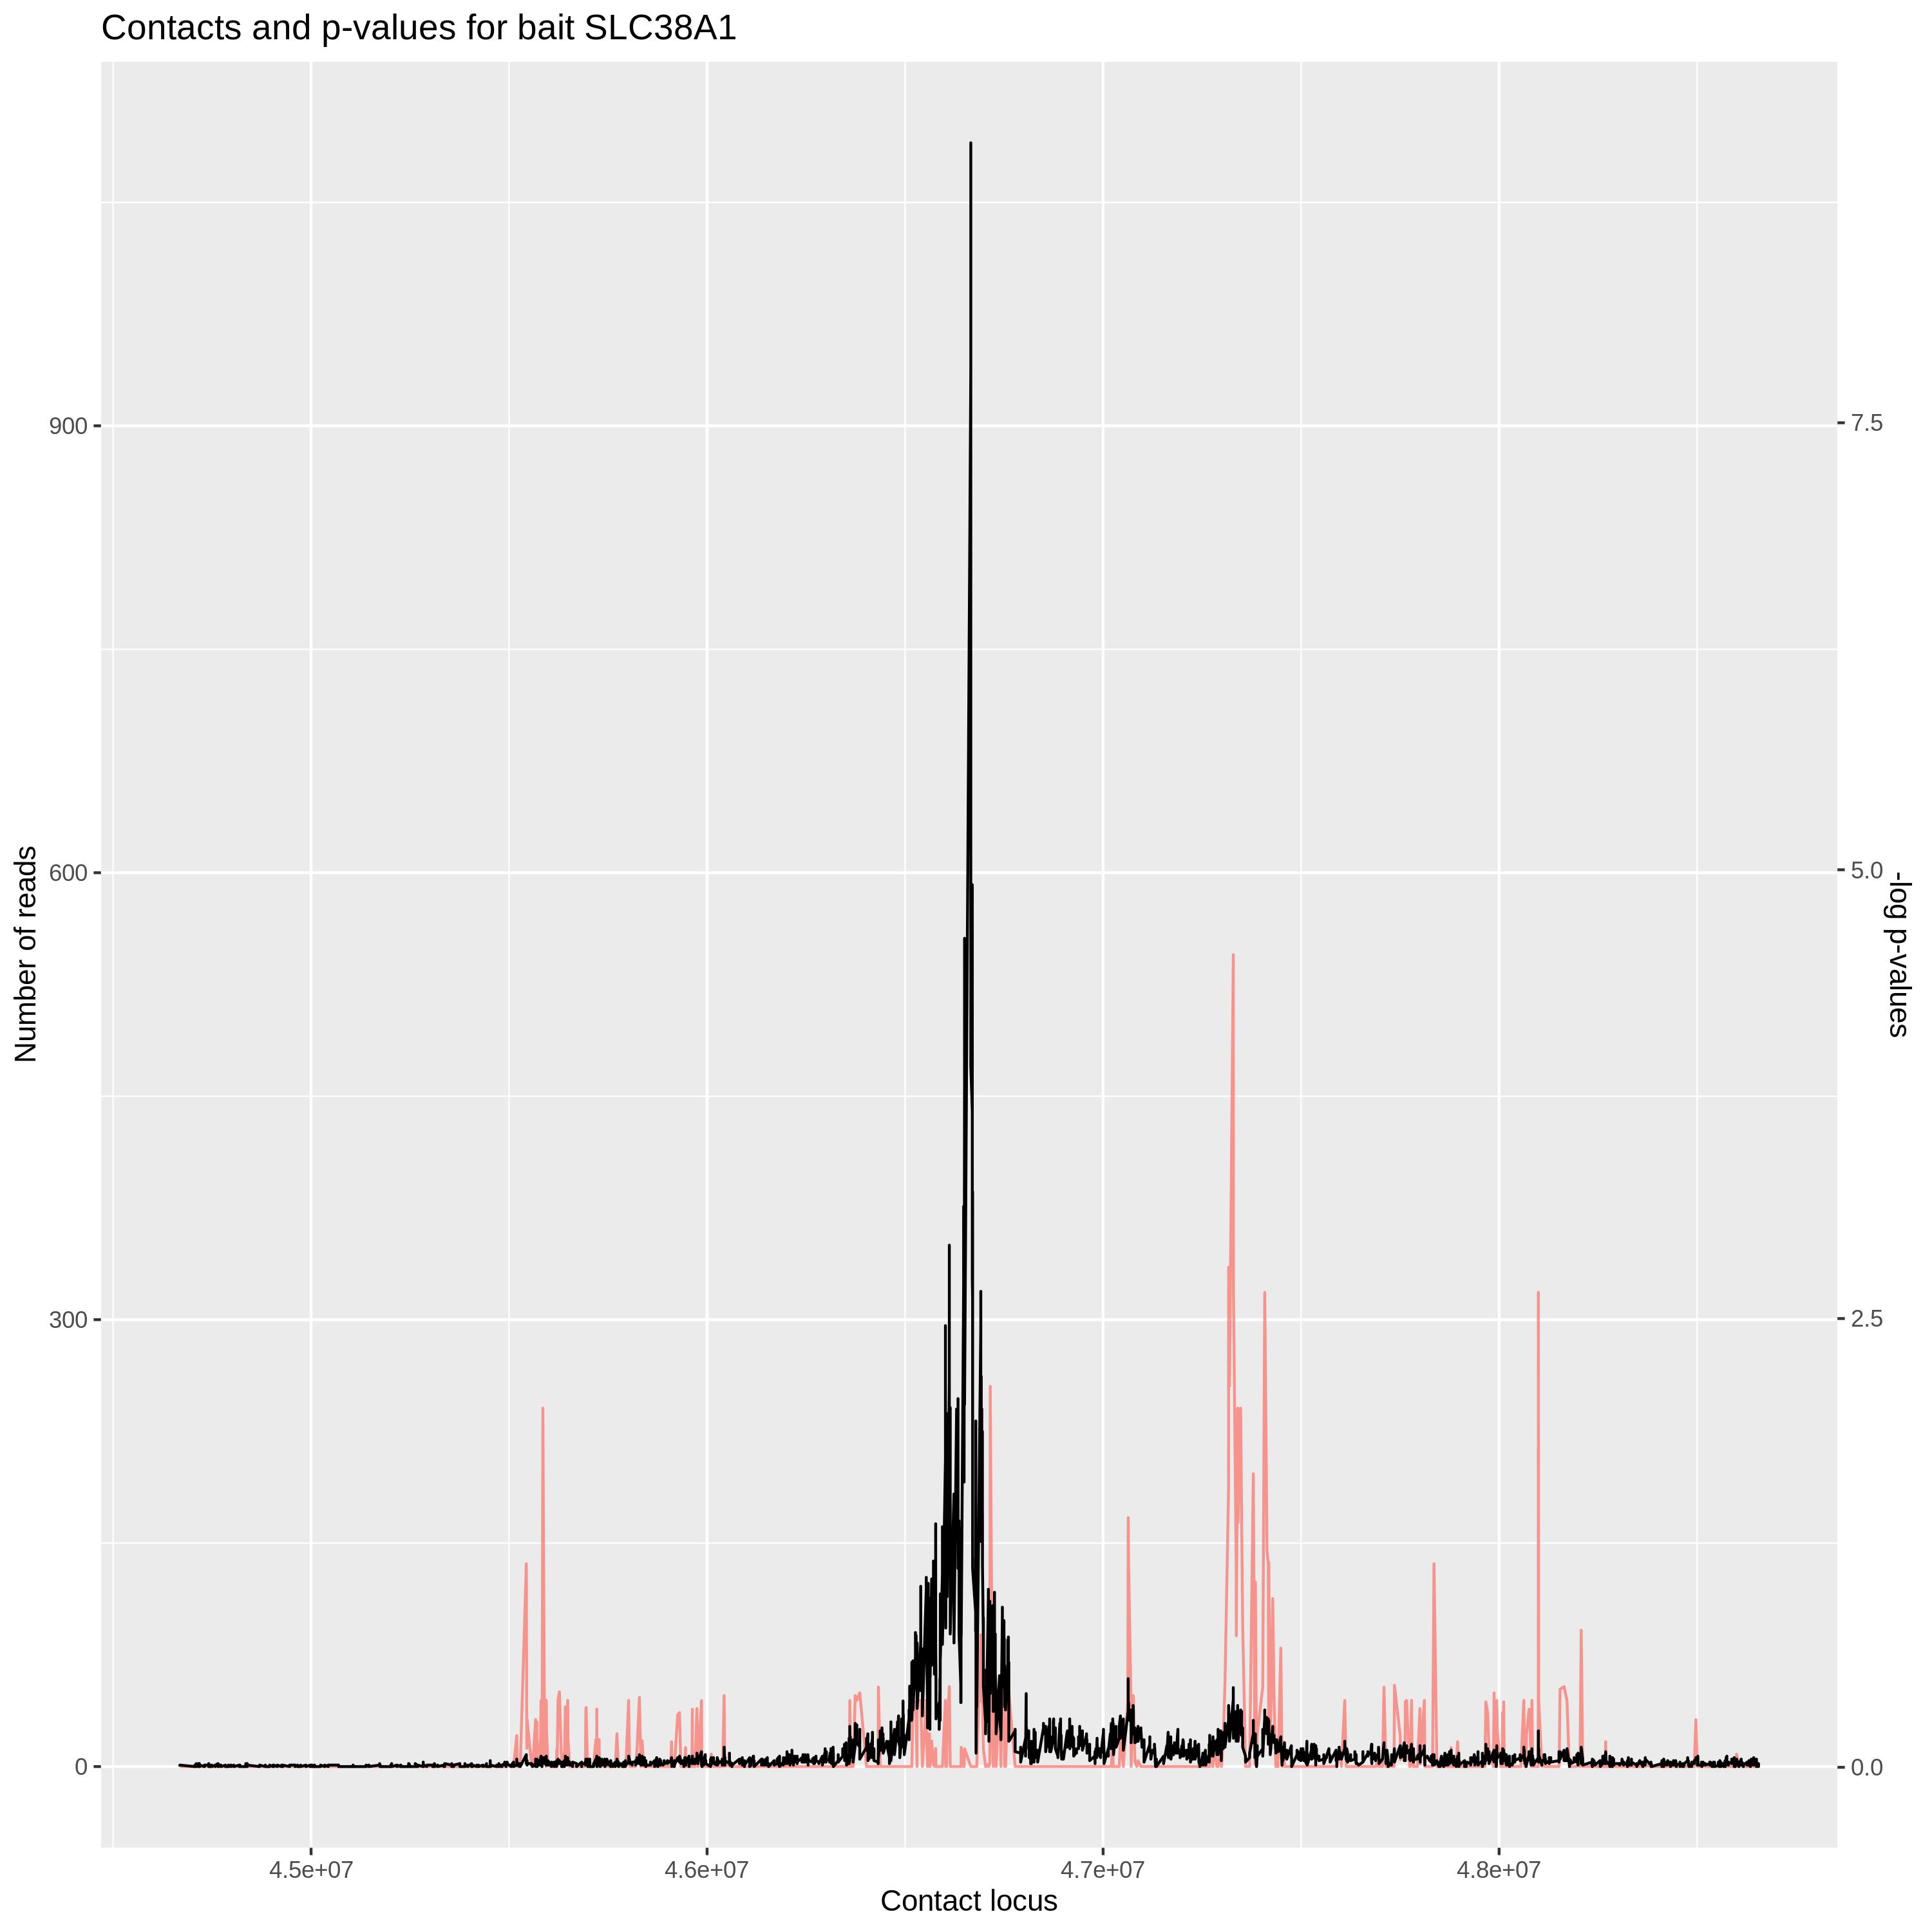 Contacts and p-values for bait SLC38A1
900
600
300
0
Number of reads
7.5
5.0
2.5
0.0
-log p-values
4.5e+07
4.6e+07
4.7e+07
4.8e+07
Contact locus